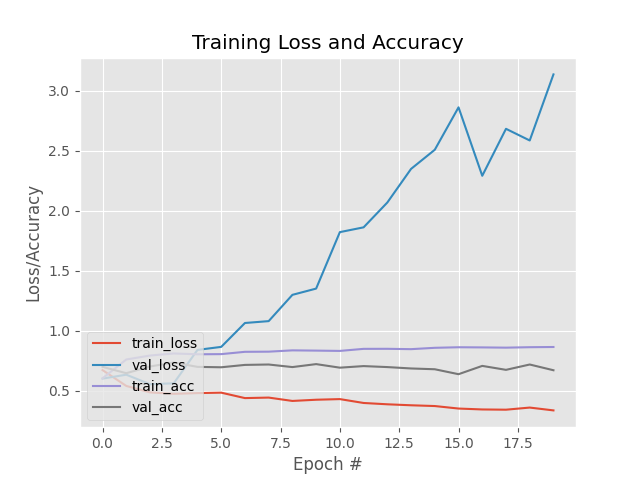 Training Loss and Accuracy
Loss/Accuracy
3.0
2.5
2.0
1.5
1.0
0.5
train_loss
val_loss
train_acc
val_acc
0.0 2.5 5.0 7.5 10.0 12.5 15.0 17.5
Epoch #